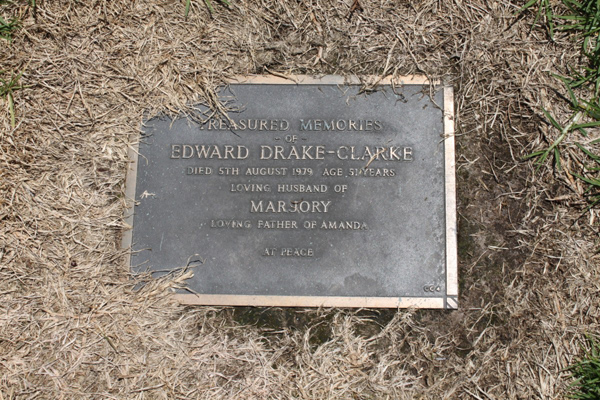 TREASURED MEMORIES
- OF -
EDWARD DRAKE-CLARKE
DIED 5TH AUGUST 1979 AGE 51 YEARS
LOVING HUSBAND OF
MARJORY
LOVING FATHER OF AMANDA
AT PEACE